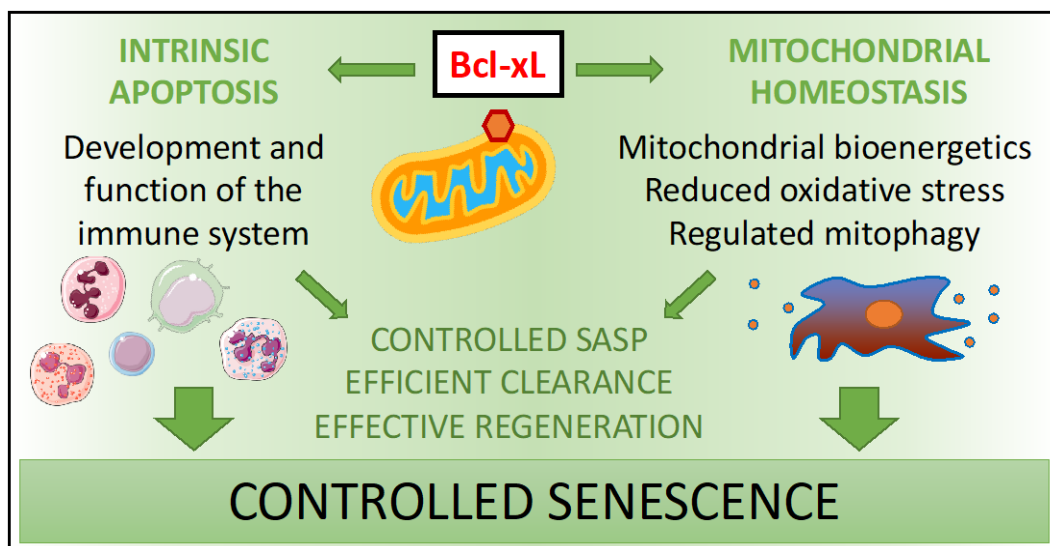 INTRINSIC
APOPTOSIS
Bcl-xL
MITOCHONDRIAL
HOMEOSTASIS
Development and
function of the
immune system
Mitochondrial bioenergetics
Reduced oxidative stress
Regulated mitophagy
CONTROLLED SASP
EFFICIENT CLEARANCE
EFFECTIVE REGENERATION
CONTROLLED SENESCENCE